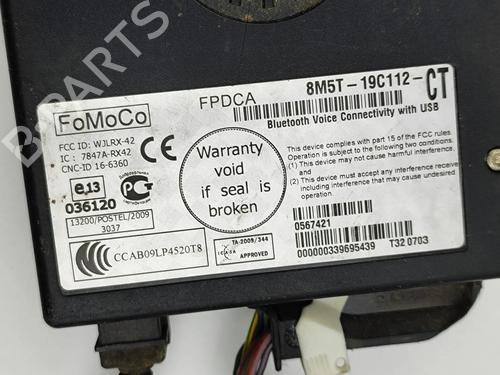 FoMoCo
FPDCA
8M5T-19C112-CT
Bluetooth Voice Connectivity with USB
FCC ID: WJLRX-42
IC : 7847A-RX42
CNC-ID 16-6360
CE
Warranty
void
if seal is
broken
This device complies with part 15 of the FCC rules.
Operation is subject to the following two conditions:
(1) This device may not cause harmful interference,
and
(2) This device must accept any interference received
including interference that may cause
undesired operation.
e13
036120
13200/POSTEL/2009
3037
CCAB09LP4520T8
TA-2009/344
ICASA
APPROVED
0567421
000000339695439
T32 0703
B-PARTS